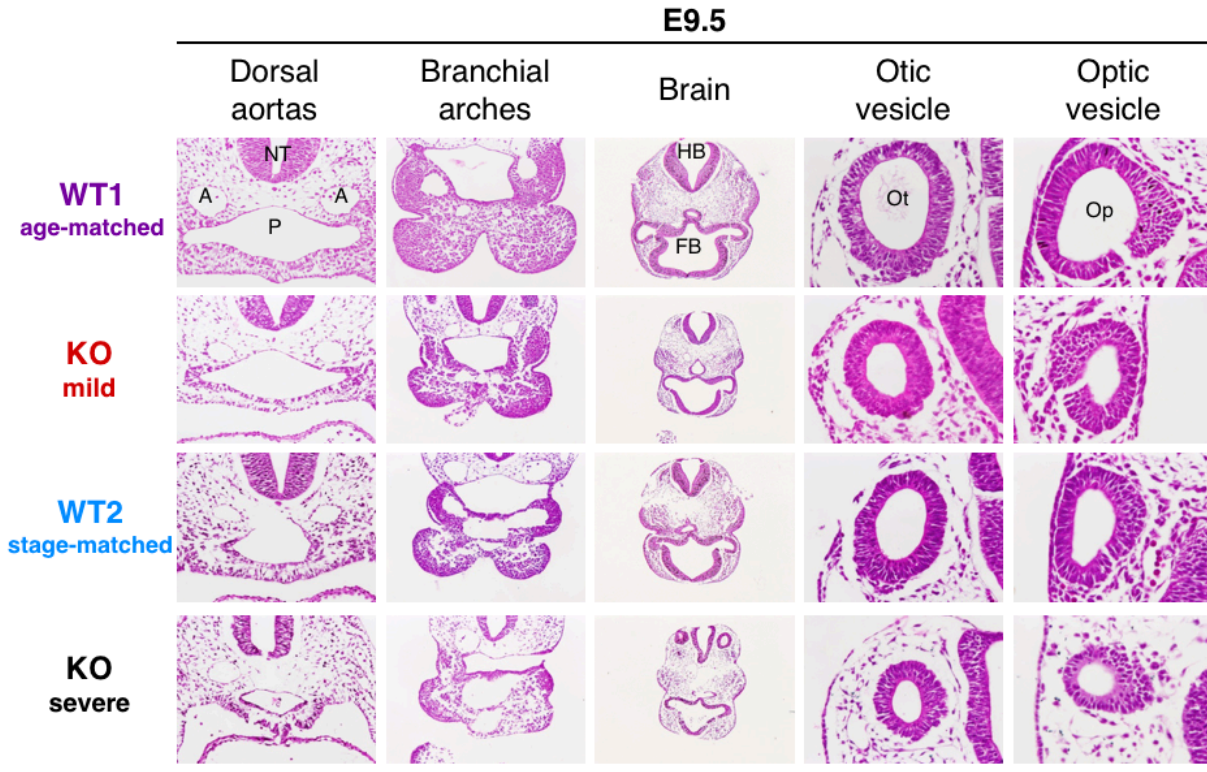 E9.5
Dorsal
aortas
Branchial
arches
Brain
Otic
vesicle
Optic
vesicle
WT1
age-matched
NT
A
A
P
HB
FB
Ot
Op
KO
mild
WT2
stage-matched
KO
severe